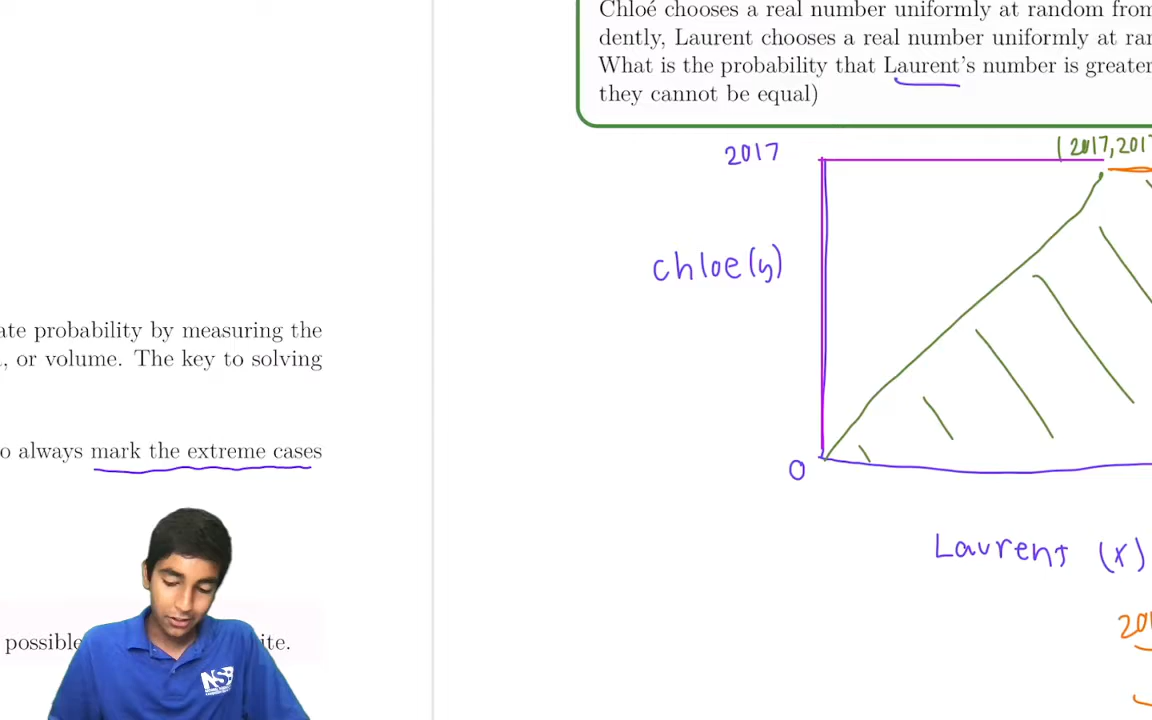 Chloé chooses a real number uniformly at random from
dently, Laurent chooses a real number uniformly at
What is the probability that Laurent's number is greater
they cannot be equal)
2017
(2017,2017
Chloe(y)
ate probability by measuring the
, or volume. The key to solving
o always mark the extreme cases
0
Laurent (x)
possible
ite.
NSB